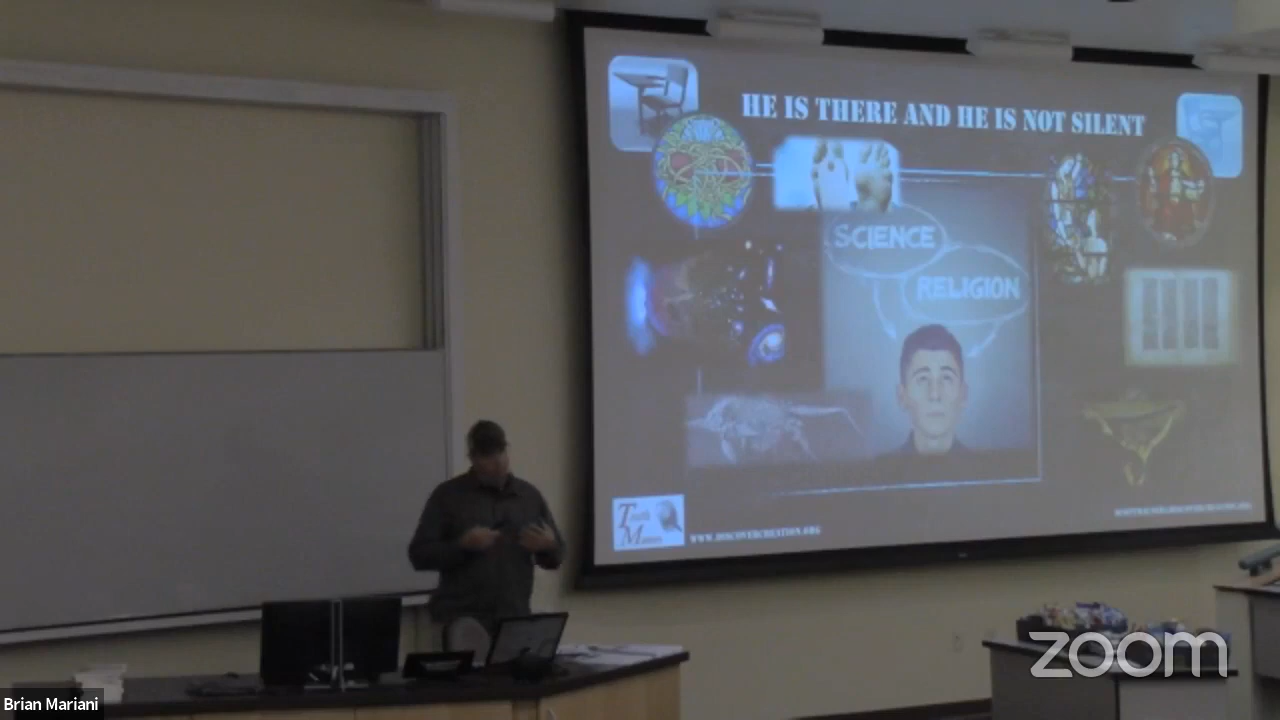 HE IS THERE AND HE IS NOT SILENT
SCIENCE
RELIGION
Truth
Matters
WWW.DISCOVERCREATION.ORG
zoom
Brian Mariani